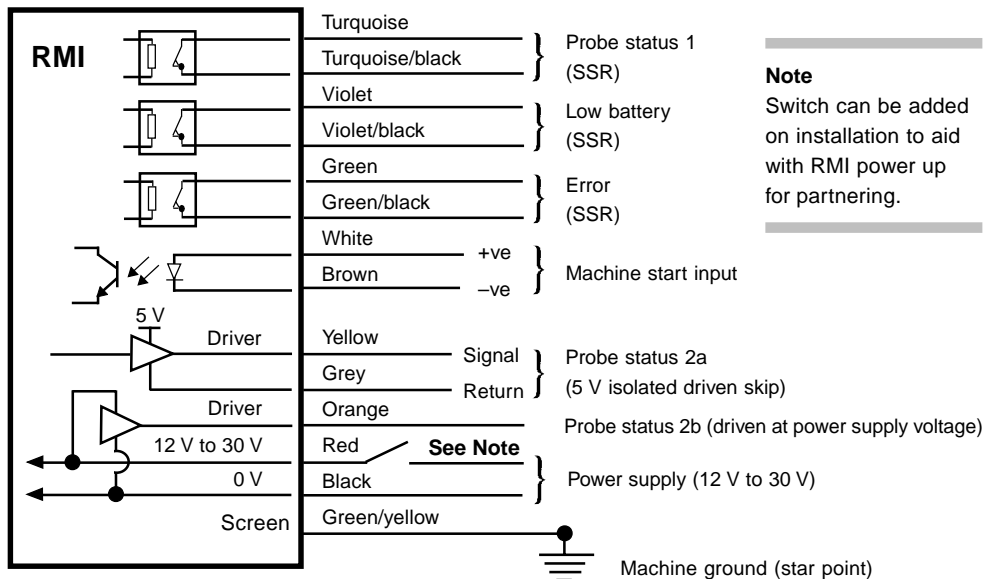 RMI
Turquoise
Turquoise/black
Probe status 1
(SSR)
Violet
Violet/black
Low battery
(SSR)
Green
Green/black
Error
(SSR)
White
+ve
Brown
–ve
Machine start input
5 V
Driver
Yellow
Signal
Grey
Return
Probe status 2a
(5 V isolated driven skip)
Driver
Orange
Probe status 2b (driven at power supply voltage)
12 V to 30 V
Red
See Note
0 V
Black
Power supply (12 V to 30 V)
Screen
Green/yellow
Machine ground (star point)
Note
Switch can be added
on installation to aid
with RMI power up
for partnering.